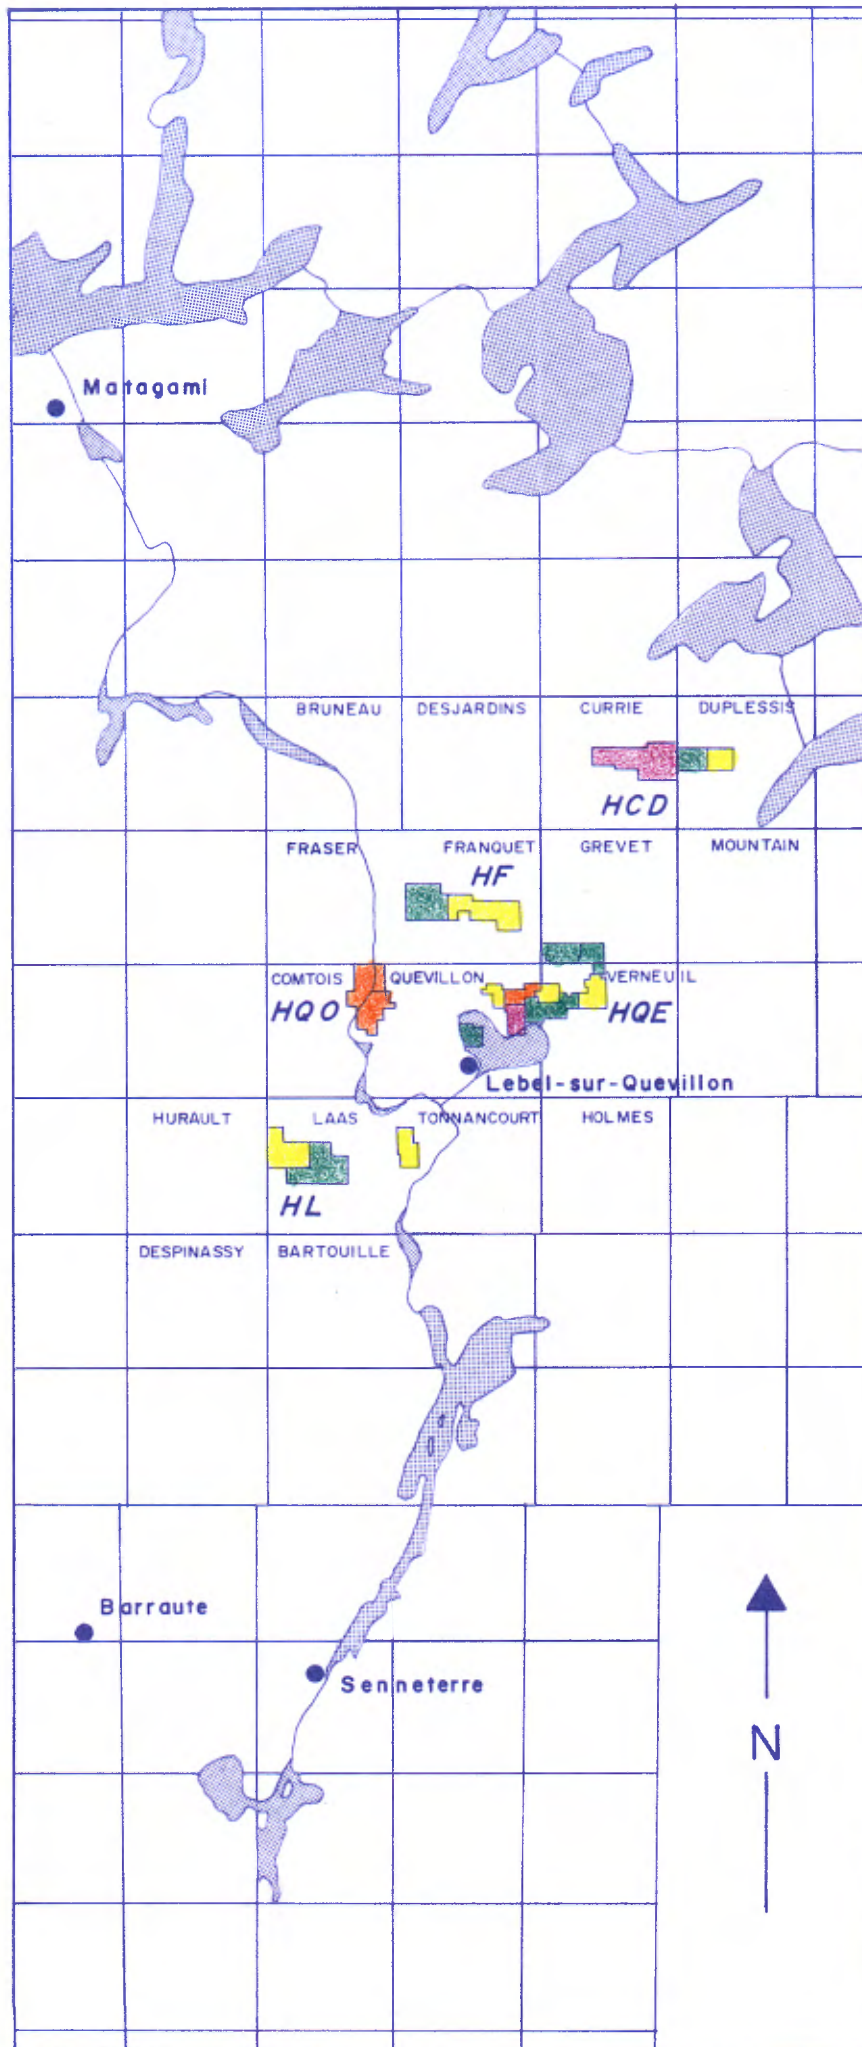 Matagami
BRUNEAU DESJARDINS CURRIE DUPLESSIS
HCD
FRASER FRANQUET GREVET MOUNTAIN
HF
COMTOIS QUEVILLON VERNEUIL
HQO HQE
Lebel-sur-Quevillon
HURAULT LAAS TONNANCOURT HOLMES
HL
DESPINASSY BARTOUILLE
Barraute
Senneterre
N